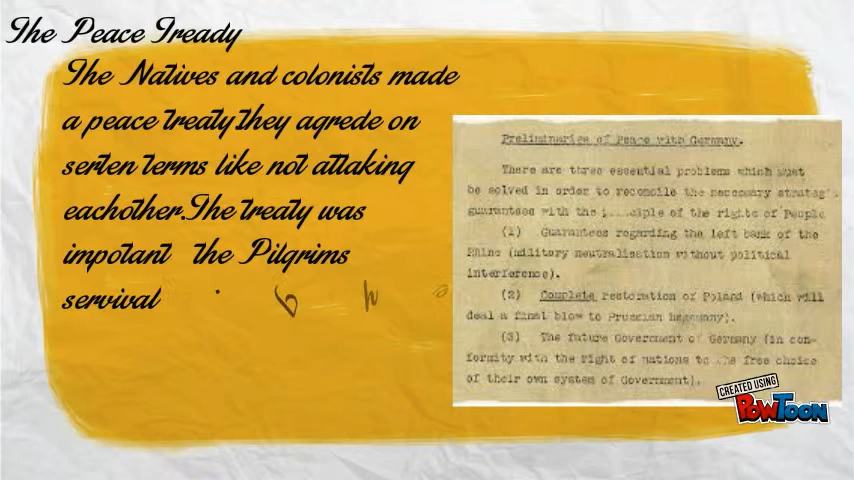 The Peace Tready
The Natives and colonists made
a peace treaty they agrede on
serten terms like not attaking
eachother.The treaty was
impotant the Pilgrims
servival
Preliminaries of Peace with Germany.
There are three essential problems which must
be solved in order to reconcile the necessary strateg
guarantees with the principle of the rights of People
(1) Guarantees regarding the left bank of the
Rhine (military neutralisation without political
interference).
(2) Complete restoration of Poland (which will
deal a final blow to Prussian hegemony).
(3) The future Government of Germany (in con-
formity with the right of nations to the free choice
of their own system of Government).
CREATED USING
POWTOON